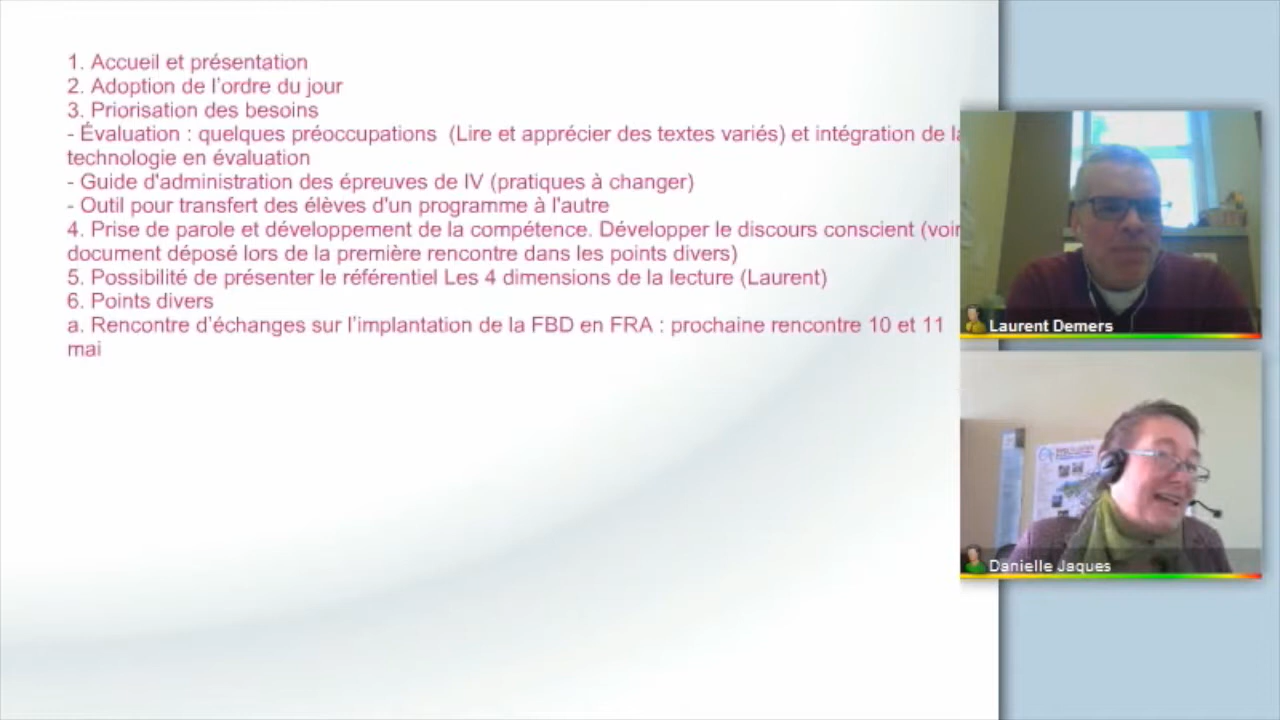 1. Accueil et présentation
2. Adoption de l'ordre du jour
3. Priorisation des besoins
- Évaluation : quelques préoccupations (Lire et apprécier des textes variés) et intégration de la
technologie en évaluation
- Guide d'administration des épreuves de IV (pratiques à changer)
- Outil pour transfert des élèves d'un programme à l'autre
4. Prise de parole et développement de la compétence. Développer le discours conscient (voir
document déposé lors de la première rencontre dans les points divers)
5. Possibilité de présenter le référentiel Les 4 dimensions de la lecture (Laurent)
6. Points divers
a. Rencontre d'échanges sur l'implantation de la FBD en FRA : prochaine rencontre 10 et 11
mai
Laurent Demers
Danielle Jaques